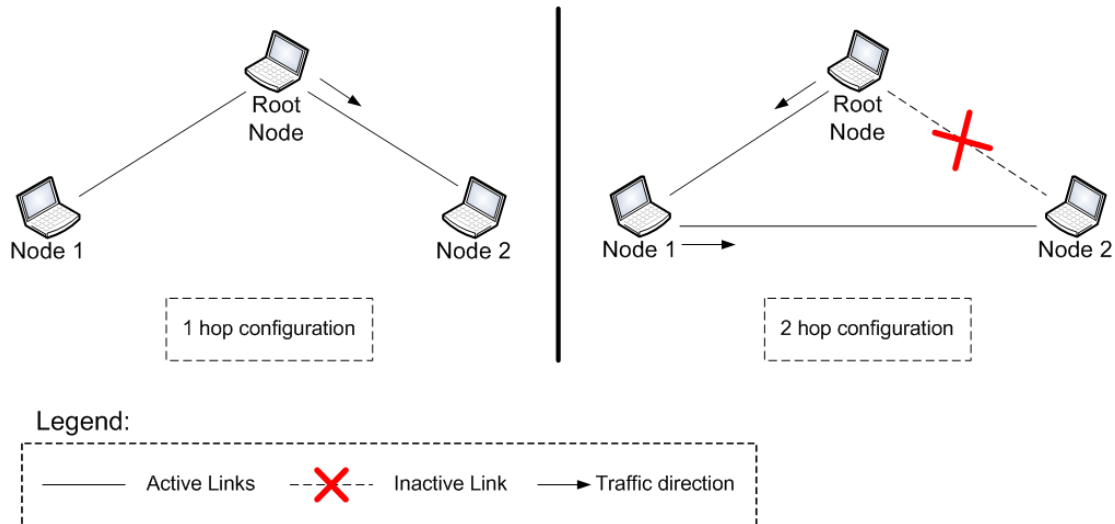 Root
Node
Node 1
Node 2
1 hop configuration
Root
Node
Node 1
Node 2
2 hop configuration
Legend:
Active Links
Inactive Link
Traffic direction